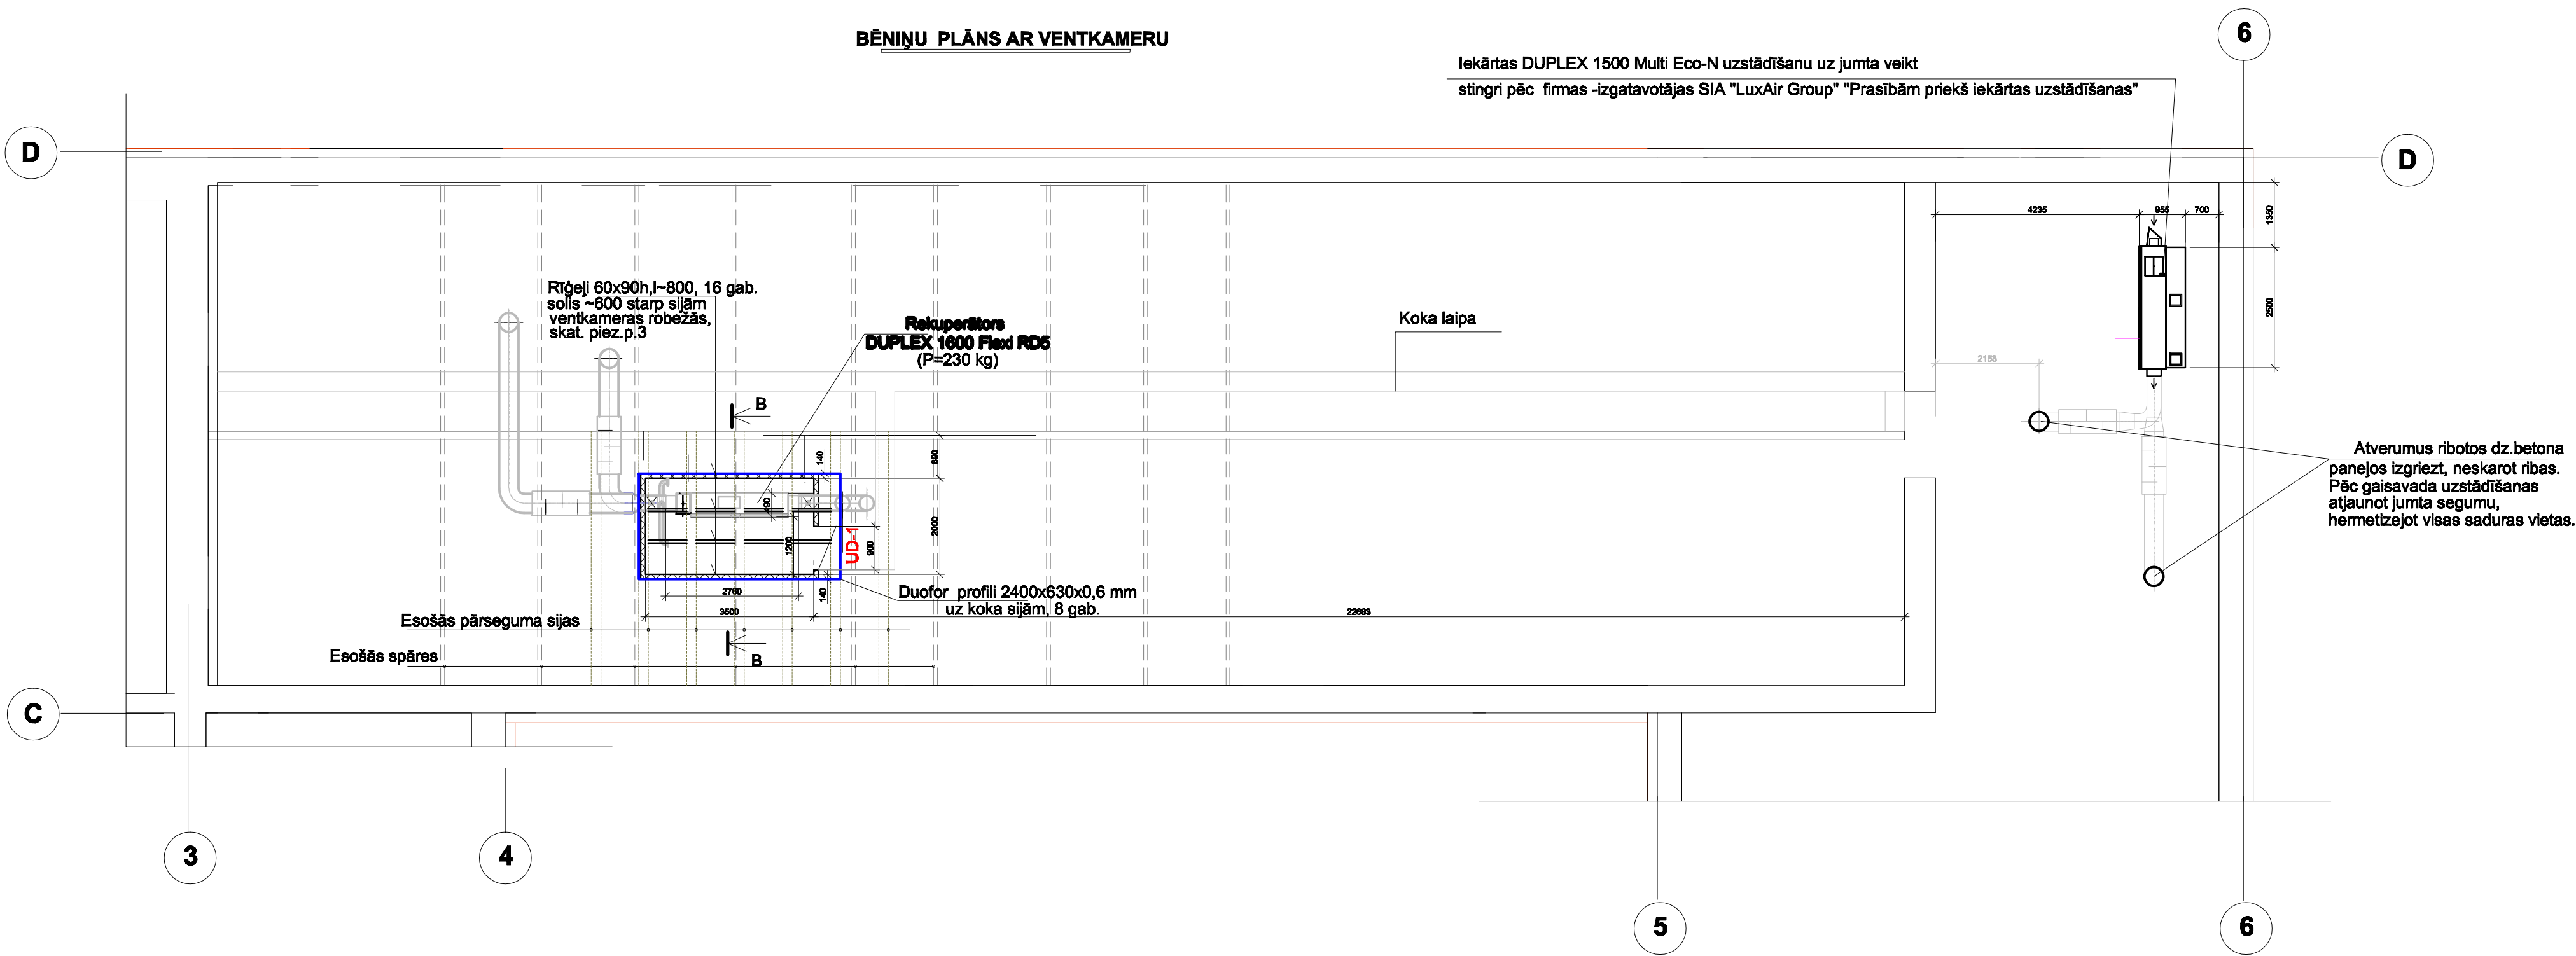 BĒNIŅU PLĀNS AR VENTKAMERU
6
Iekārtas DUPLEX 1500 Multi Eco-N uzstādīšanu uz jumta veikt
stingri pēc firmas -izgatavotājas SIA "LuxAir Group" "Prasībām priekš iekārtas uzstādīšanas"
D
D
4235
955
700
1350
2500
Rīģeļi 60x90h,l~800, 16 gab.
solis ~600 starp sijām
ventkameras robežās,
skat. piez.p.3
Rekuperātors
DUPLEX 1600 Flexi RD5
(P=230 kg)
Koka laipa
2153
B
140
890
490
2000
1200
900
UD-1
Atverumus ribotos dz.betona
paneļos izgriezt, neskarot ribas.
Pēc gaisavada uzstādīšanas
atjaunot jumta segumu,
hermetizejot visas saduras vietas.
2760
140
Duofor profili 2400x630x0,6 mm
uz koka sijām, 8 gab.
3500
22683
Esošās pārseguma sijas
B
Esošās spāres
C
3
4
5
6